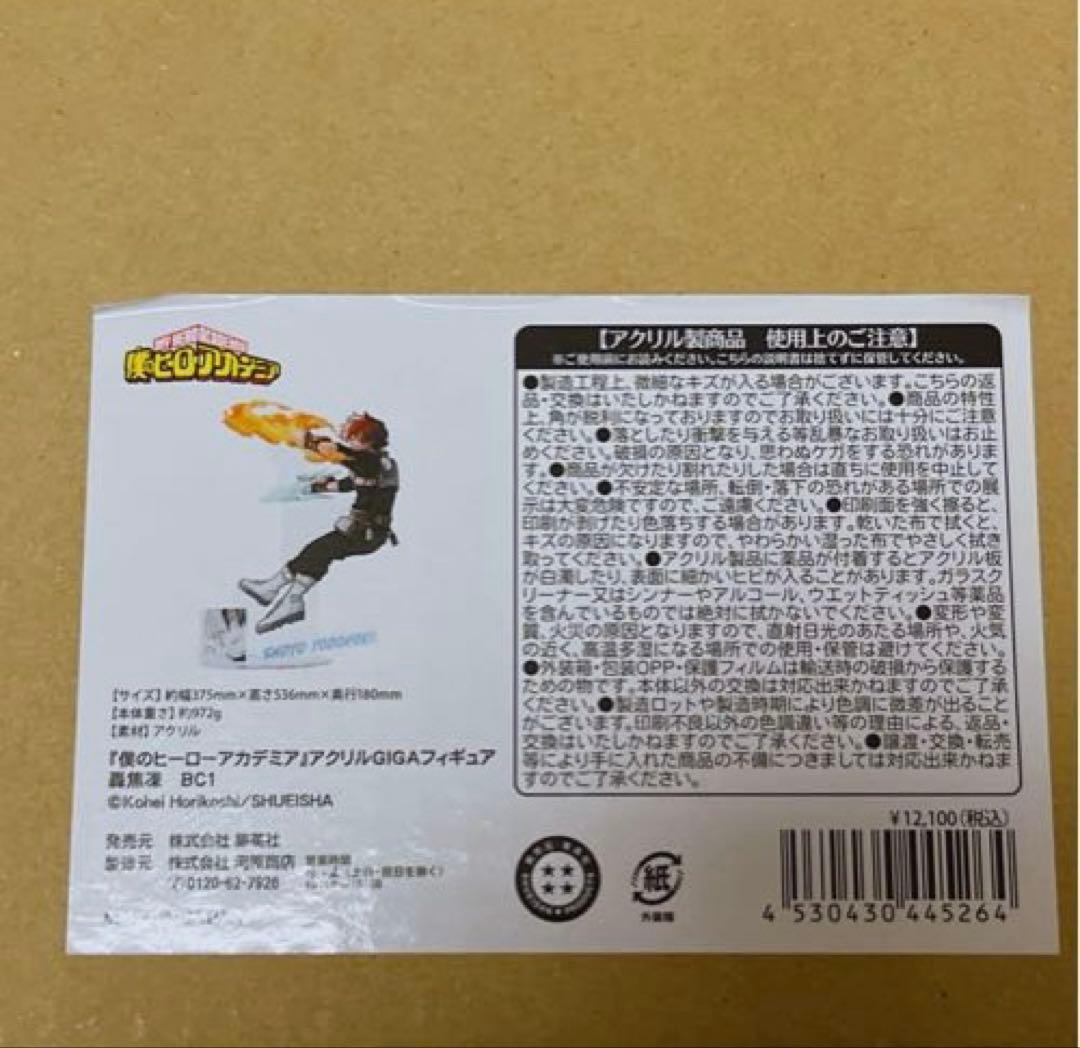 僕のヒーローアカデミア
SHOTO TODOROKI
【サイズ】約幅375mm×高さ536mm×奥行180mm
【本体重さ】約972g
【素材】アクリル
『僕のヒーローアカデミア』アクリルGIGAフィギュア
轟焦凍 BC1
©Kohei Horikoshi/SHUEISHA
発売元 株式会社 集英社
製造元 株式会社
0120-62-7926
営業時間
【アクリル製商品 使用上のご注意】
※ご使用前にお読みください。こちらの説明書は捨てずに保管してください。
●製造工程上、微細なキズが入る場合がございます。こちらの返
品・交換はいたしかねますのでご了承ください。●商品の特性
上、角が鋭利になっておりますのでお取り扱いには十分にご注意
ください。●落としたり衝撃を与える等乱暴なお取り扱いはお止
めください。破損の原因となり、思わぬケガをする恐れがありま
す。●商品が欠けたり割れたりした場合は直ちに使用を中止して
ください。●不安定な場所、転倒・落下の恐れがある場所での展
示は大変危険ですので、ご遠慮ください。●印刷面を強く擦ると、
印刷が剥げたり色落ちする場合があります。乾いた布で拭くと、
キズの原因になりますので、やわらかい湿った布でやさしく拭き
取ってください。●アクリル製品に薬品が付着するとアクリル板
が白濁したり、表面に細かいヒビが入ることがあります。ガラスク
リーナー又はシンナーやアルコール、ウエットティッシュ等薬品
を含んでいるものでは絶対に拭かないでください。●変形や変
質、火災の原因となりますので、直射日光のあたる場所や、火気
の近く、高温多湿になる場所での使用・保管は避けてください。
●外装箱・包装OPP・保護フィルムは輸送時の破損から保護する
ための物です。本体以外の交換は対応出来かねますのでご了承
ください。●製造ロットや製造時期により色調に微差が出ること
がございます。印刷不良以外の色調違い等の理由による、返品・
交換はいたしかねますのでご了承ください。●譲渡・交換・転売
等により手に入れた商品の不備につきましては対応出来かねま
すのでご了承ください。
¥12,100(税込)
紙
外装箱
4 530430 445264